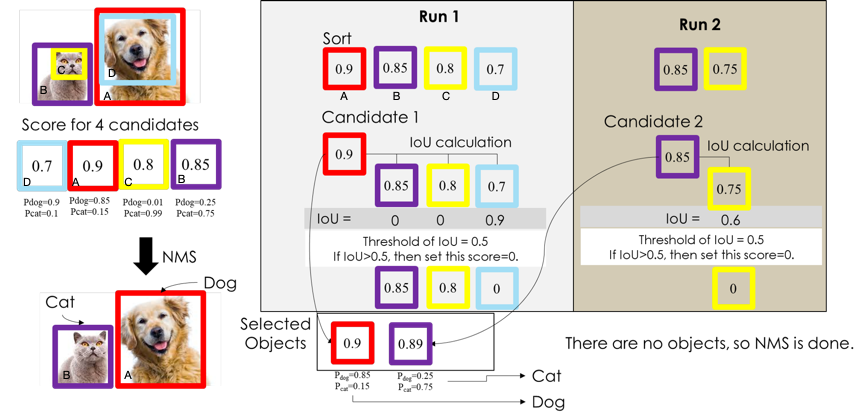 C
B
D
A
Score for 4 candidates
0.7
D
0.9
A
0.8
C
0.85
B
Pdog=0.9
Pcat=0.1
Pdog=0.85
Pcat=0.15
Pdog=0.01
Pcat=0.99
Pdog=0.25
Pcat=0.75
NMS
Cat
Dog
B
A
Run 1
Sort
0.9
0.85
0.8
0.7
A
B
C
D
Candidate 1
IoU calculation
0.9
0.85
0.8
0.7
IoU = 0 0 0.9
Threshold of IoU = 0.5
If IoU>0.5, then set this score=0.
0.85
0.8
0
Run 2
0.85
0.75
Candidate 2
IoU calculation
0.85
0.75
IoU = 0.6
Threshold of IoU = 0.5
If IoU>0.5, then set this score=0.
0
Selected
Objects
0.9
0.89
Pdog=0.85
Pcat=0.15
Pdog=0.25
Pcat=0.75
Cat
Dog
There are no objects, so NMS is done.